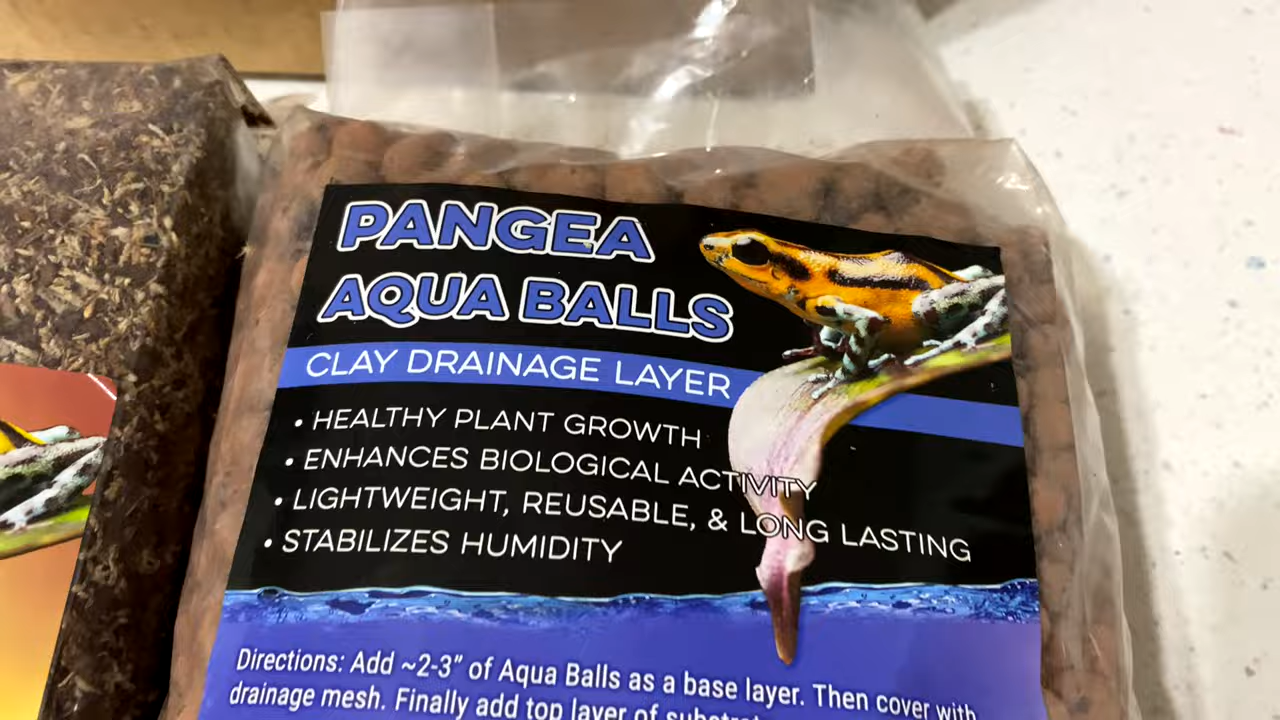 PANGEA
AQUA BALLS
CLAY DRAINAGE LAYER
• HEALTHY PLANT GROWTH
• ENHANCES BIOLOGICAL ACTIVITY
• LIGHTWEIGHT, REUSABLE, & LONG LASTING
• STABILIZES HUMIDITY
Directions: Add ~2-3” of Aqua Balls as a base layer. Then cover with
drainage mesh. Finally add top layer of